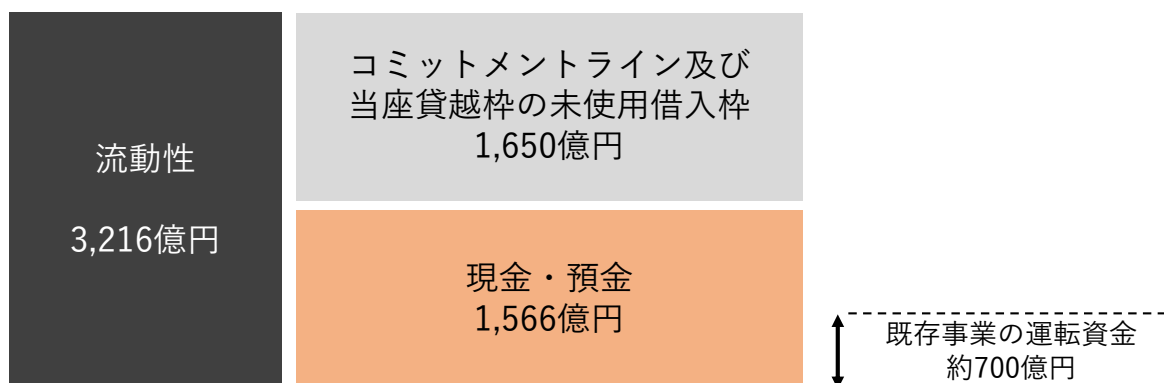 流動性
3,216億円
コミットメントライン及び
当座貸越枠の未使用借入枠
1,650億円
現金・預金
1,566億円
既存事業の運転資金
約700億円